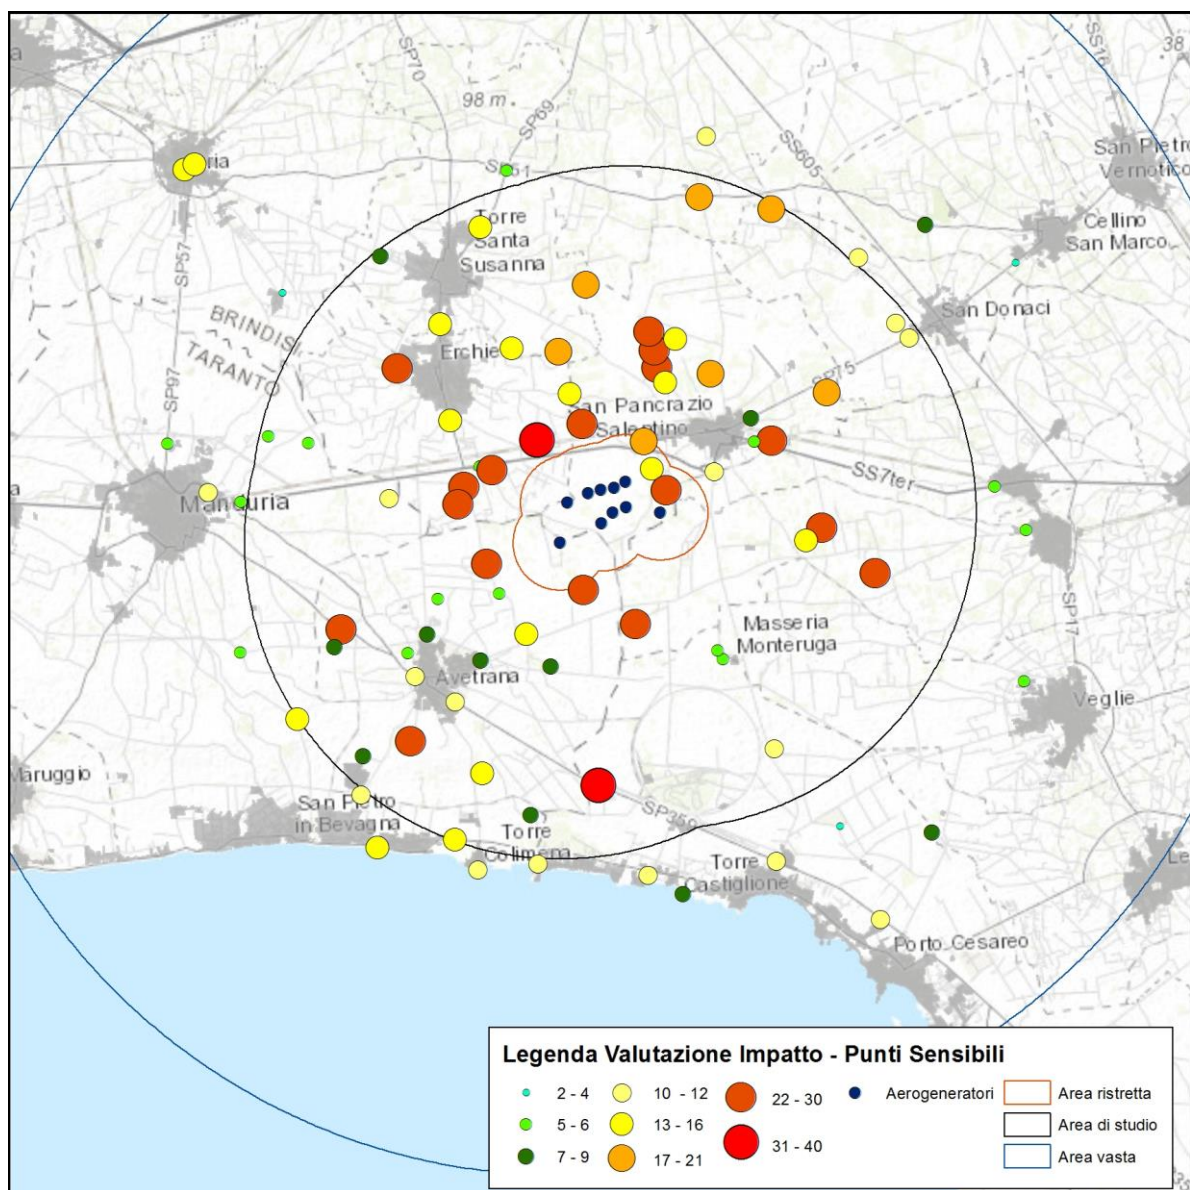 SP70
98 m.
SP69
SS605
SS16
38
San Pietro
Vernotico
SP51
Torre
Santa
Susanna
Cellino
San Marco
SP57
BRINDISI
TARANTO
San Donaci
Erchie
SP97
SP75
San Pancrazio
Salentino
SS7ter
Manduria
Masseria
Monteruga
SP17
Avetrana
Veglie
Maruggio
San Pietro
in Bevagna
SP359
Torre
Colimena
Torre
Castiglione
Porto Cesareo
Legenda Valutazione Impatto - Punti Sensibili
2 - 4
10 - 12
22 - 30
Aerogeneratori
Area ristretta
5 - 6
13 - 16
31 - 40
Area di studio
7 - 9
17 - 21
Area vasta